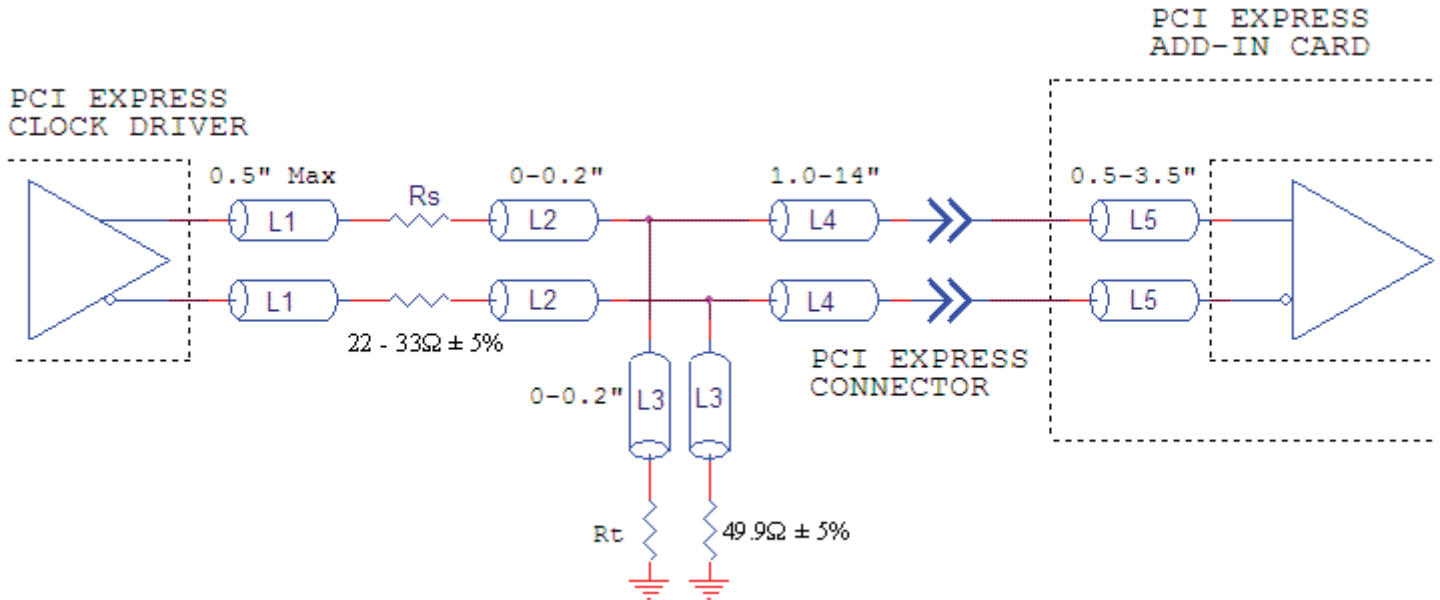 PCI EXPRESS
ADD-IN CARD
PCI EXPRESS
CLOCK DRIVER
0.5" Max
0-0.2"
1.0-14"
0.5-3.5"
Rs
L1
L2
L4
L5
L1
L2
L4
L5
22 - 33Ω ± 5%
PCI EXPRESS
CONNECTOR
0-0.2"
L3
L3
Rt
49.9Ω ± 5%